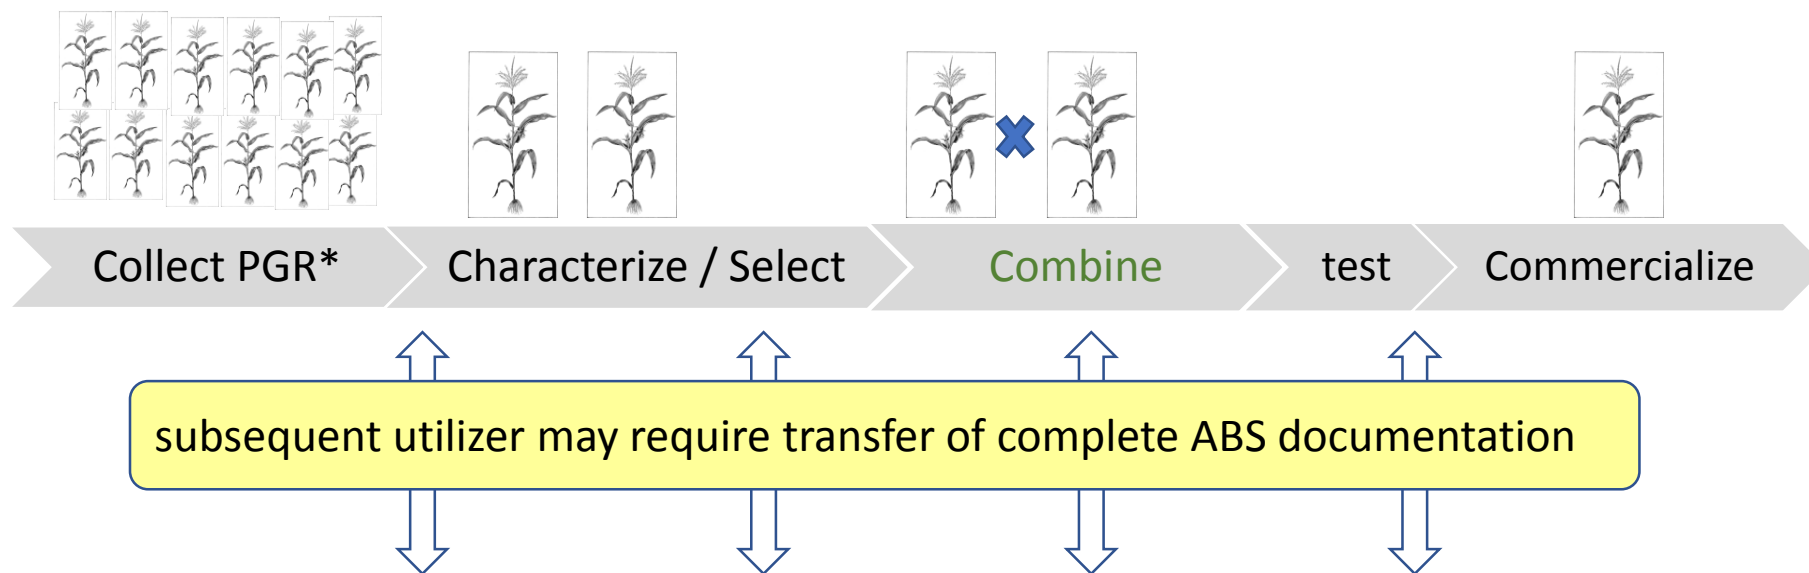 Collect PGR*
Characterize / Select
Combine
test
Commercialize
subsequent utilizer may require transfer of complete ABS documentation